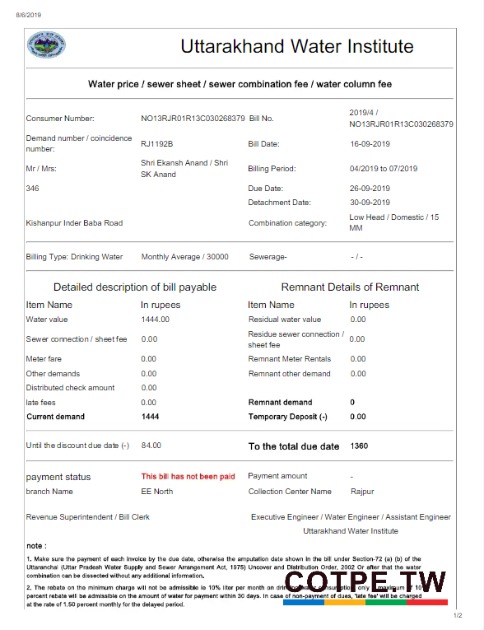 8/6/2019
Uttarakhand Water Institute
Water price / sewer sheet / sewer combination fee / water column fee
Consumer Number: NO13RJR01R13C030268379 Bill No. 2019/4 / NO13RJR01R13C030268379
Demand number / coincidence number: RJ1192B Bill Date: 16-09-2019
Mr / Mrs: Shri Ekansh Anand / Shri SK Anand Billing Period: 04/2019 to 07/2019
346 Due Date: 26-09-2019
Detachment Date: 30-09-2019
Kishanpur Inder Baba Road Combination category: Low Head / Domestic / 15 MM
Billing Type: Drinking Water Monthly Average / 30000 Sewerage- - / -
Detailed description of bill payable Remnant Details of Remnant
Item Name In rupees Item Name In rupees
Water value 1444.00 Residual water value 0.00
Sewer connection / sheet fee 0.00 Residue sewer connection / sheet fee 0.00
Meter fare 0.00 Remnant Meter Rentals 0.00
Other demands 0.00 Remnant other demand 0.00
Distributed check amount 0.00
late fees 0.00 Remnant demand 0
Current demand 1444 Temporary Deposit (-) 0.00
Until the discount due date (-) 84.00 To the total due date 1360
payment status This bill has not been paid Payment amount -
branch Name EE North Collection Center Name Rajpur
Revenue Superintendent / Bill Clerk Executive Engineer / Water Engineer / Assistant Engineer
Uttarakhand Water Institute
note :
1. Make sure the payment of each invoice by the due date, otherwise the amputation date shown in the bill under Section-72 (a) (b) of the
Uttaranchal (Uttar Pradesh Water Supply and Sewer Arrangement Act, 1975) Uncover and Distribution Order, 2002 Or after that the water
combination can be dissected without any additional information.
2. The rebate on the minimum charge will not be admissible to 10% liter per month on drinking water consumption, only a maximum of 10
percent rebate will be admissible on the amount of water for payment within 30 days. In case of non-payment of dues, 'late fee' will be charged
at the rate of 1.50 percent monthly for the delayed period.
COTPE.TW
1/2